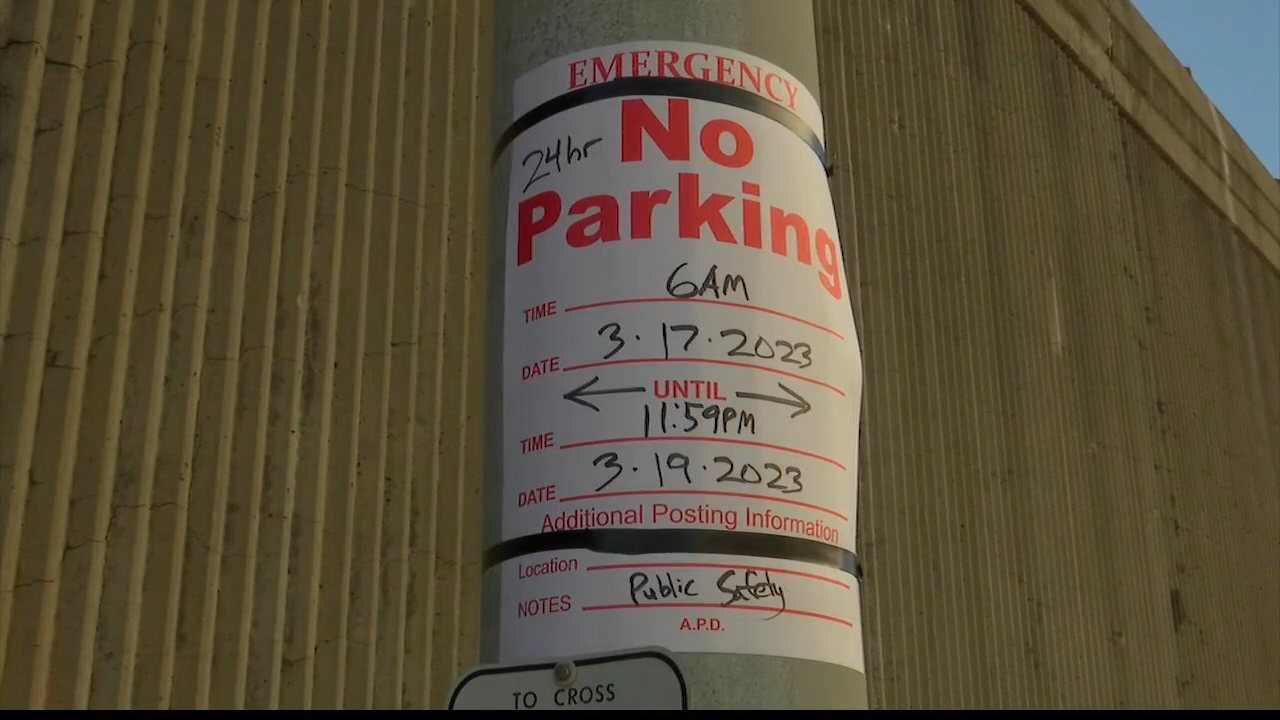 EMERGENCY
24hr No
Parking
TIME 6AM
DATE 3.17.2023
← UNTIL →
TIME 11:59PM
DATE 3.19.2023
Additional Posting Information
Location
NOTES Public Safety
A.P.D.
TO CROSS